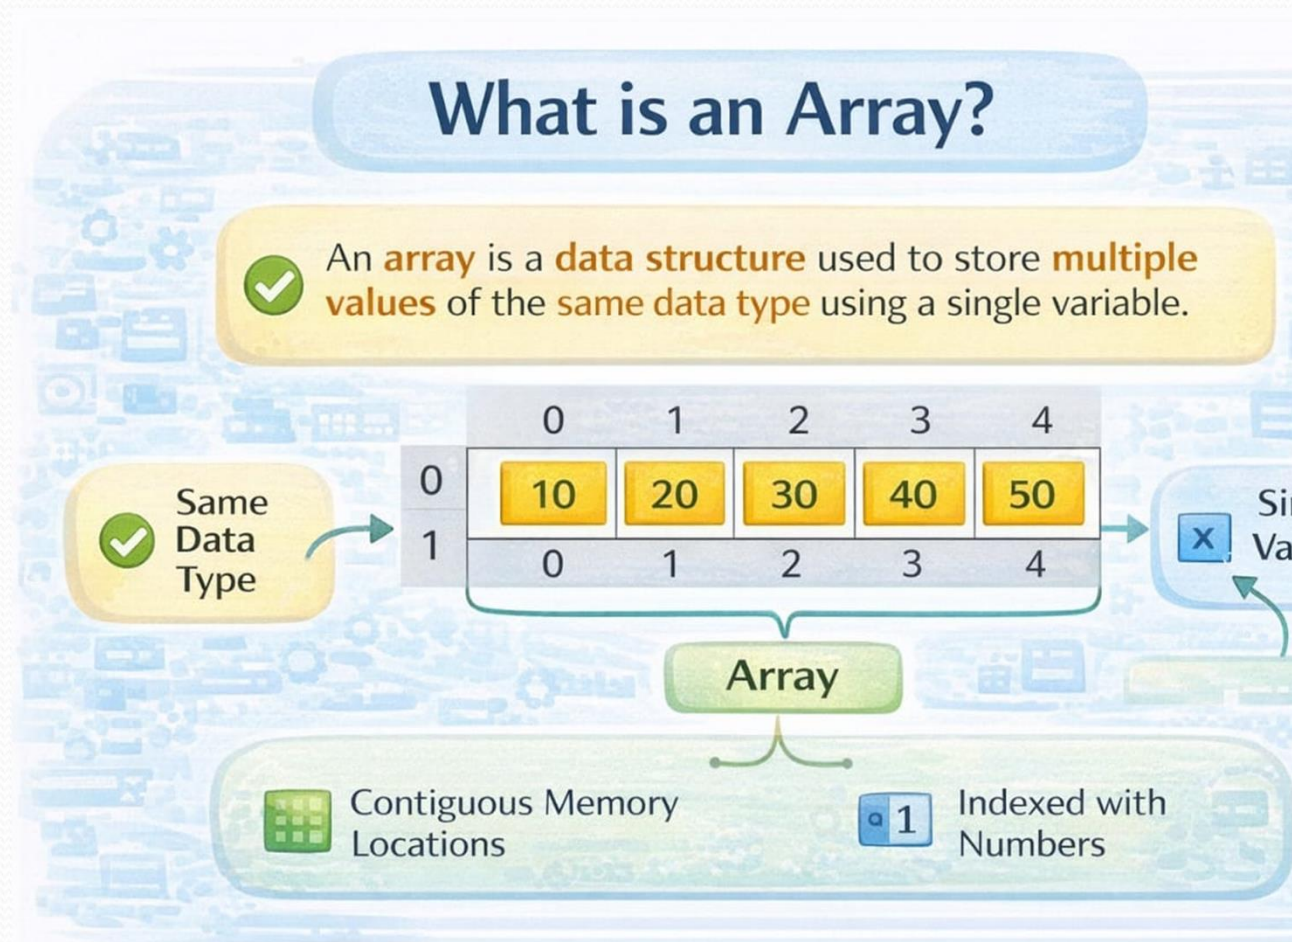 What is an Array?
An array is a data structure used to store multiple
values of the same data type using a single variable.
0 1 2 3 4
Same
Data
Type
0
1
10 20 30 40 50
0 1 2 3 4
x
Array
Contiguous Memory
Locations
a 1
Indexed with
Numbers